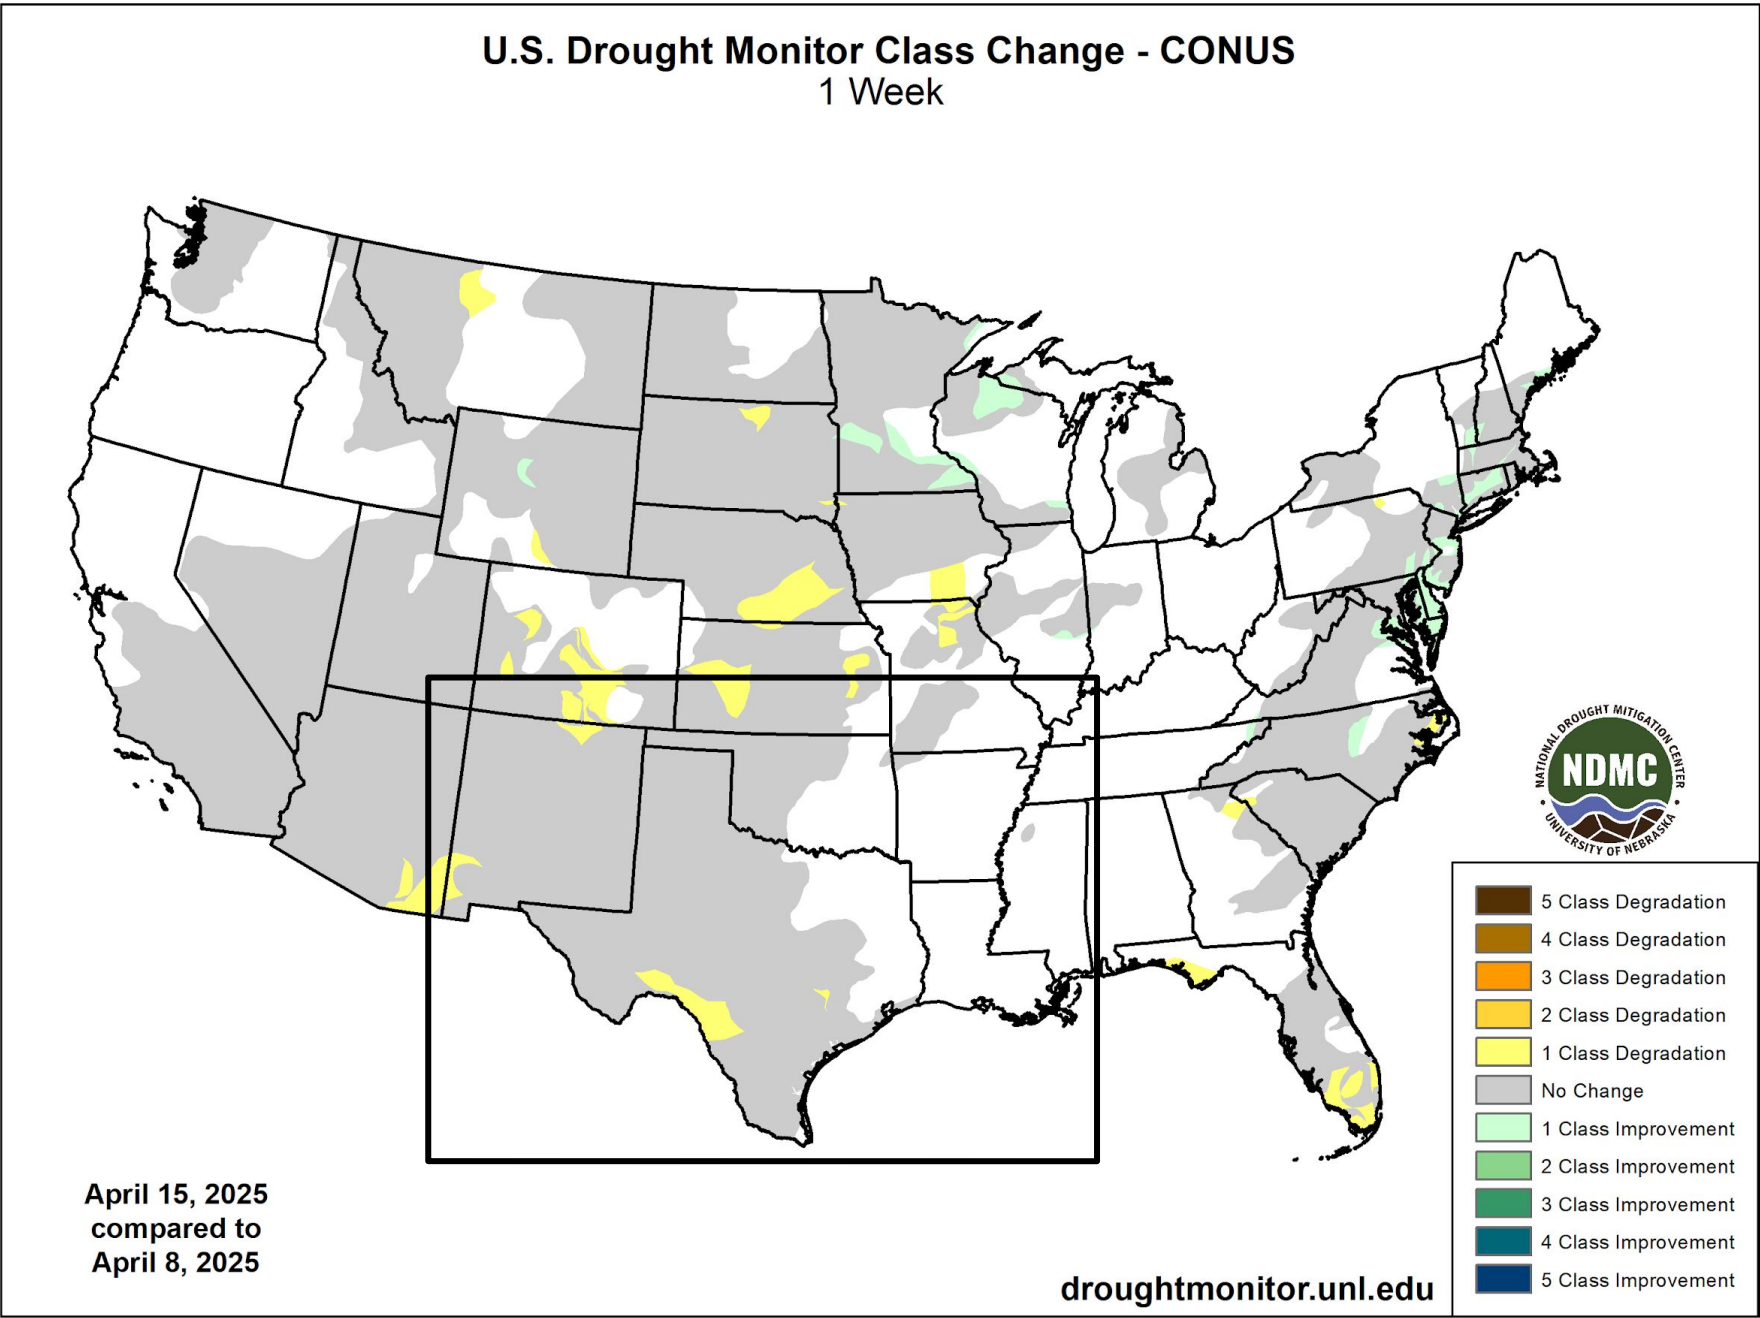 U.S. Drought Monitor Class Change - CONUS
1 Week
NATIONAL DROUGHT MITIGATION CENTER
NDMC
UNIVERSITY OF NEBRASKA
5 Class Degradation
4 Class Degradation
3 Class Degradation
2 Class Degradation
1 Class Degradation
No Change
1 Class Improvement
2 Class Improvement
3 Class Improvement
4 Class Improvement
5 Class Improvement
April 15, 2025
compared to
April 8, 2025
droughtmonitor.unl.edu